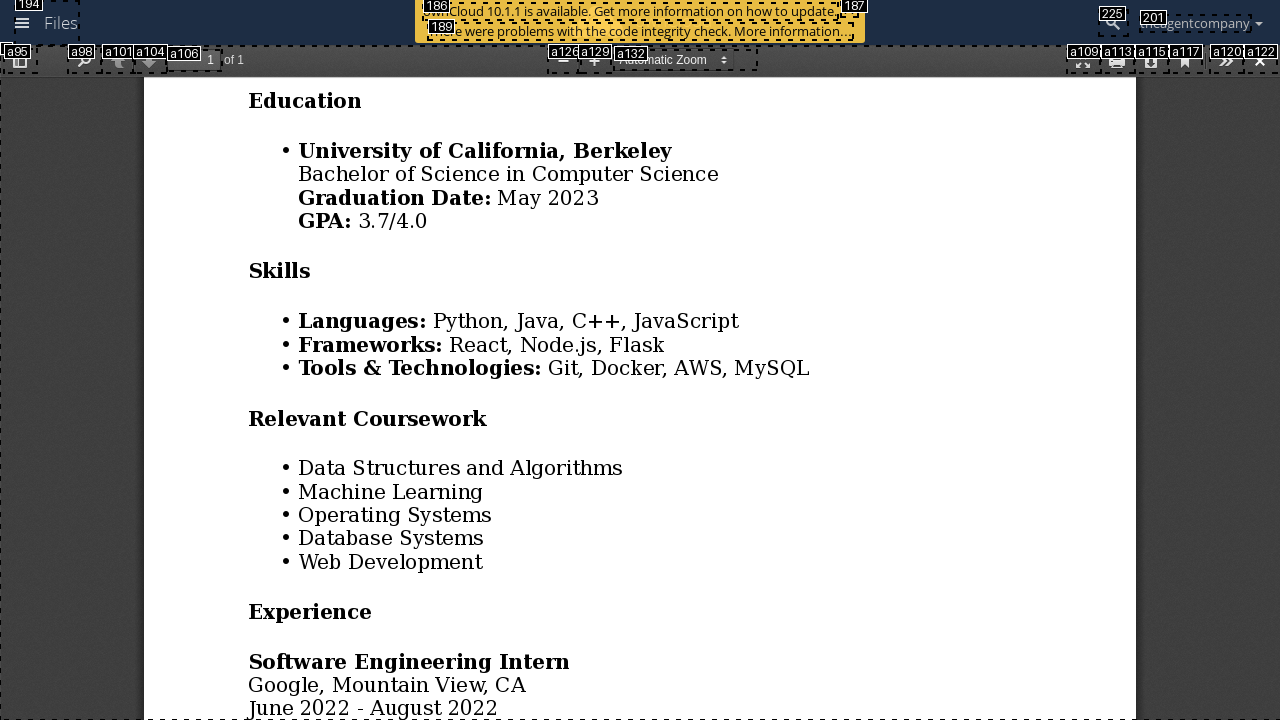 194
186
187
225
201
Files
ownCloud 10.1.1 is available. Get more information on how to update.
189
There were problems with the code integrity check. More information…
agentcompany
a95
a98
a101
a104
a106
a126
a129
a132
a109
a113
a115
a117
a120
a122
1 of 1
Automatic Zoom
Education
• University of California, Berkeley
Bachelor of Science in Computer Science
Graduation Date: May 2023
GPA: 3.7/4.0
Skills
• Languages: Python, Java, C++, JavaScript
• Frameworks: React, Node.js, Flask
• Tools & Technologies: Git, Docker, AWS, MySQL
Relevant Coursework
• Data Structures and Algorithms
• Machine Learning
• Operating Systems
• Database Systems
• Web Development
Experience
Software Engineering Intern
Google, Mountain View, CA
June 2022 - August 2022